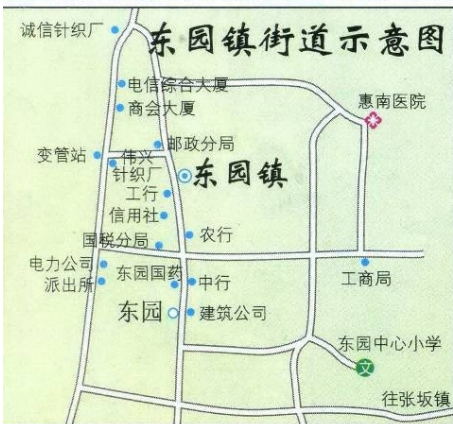 东园镇街道示意图
诚信针织厂
电信综合大厦
商会大厦
惠南医院
邮政分局
变管站
伟兴
针织厂
东园镇
工行
信用社
农行
国税分局
电力公司
派出所
东园国药
中行
工商局
东园
建筑公司
东园中心小学
文
往张坂镇